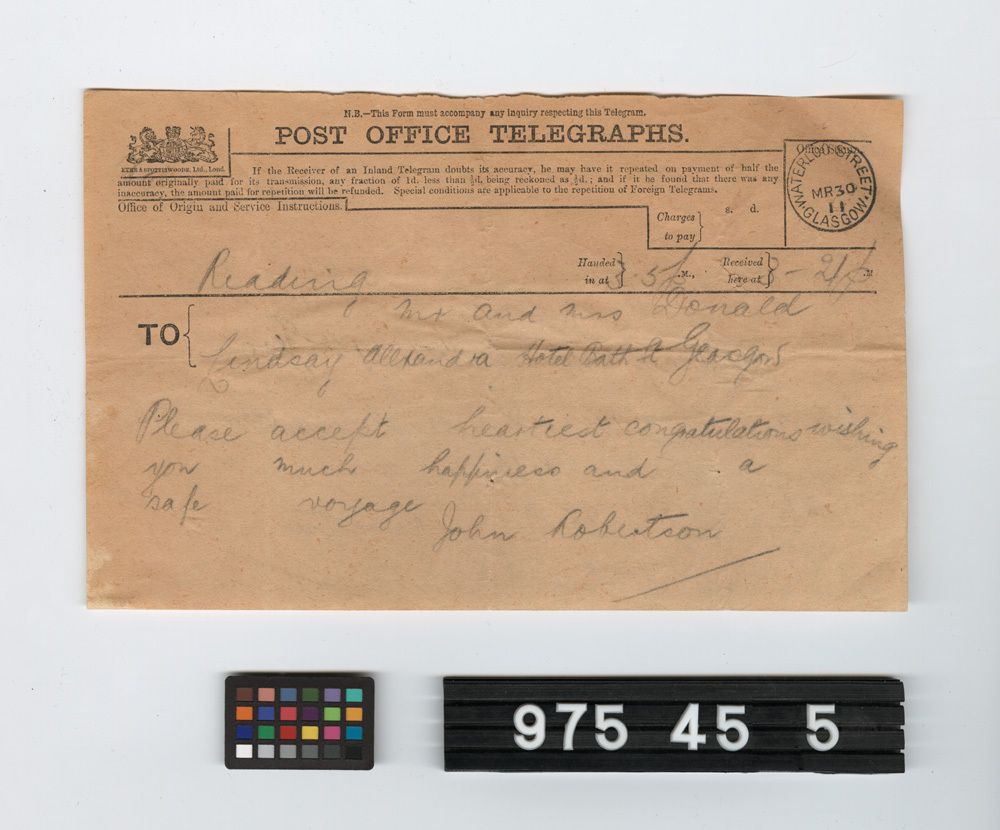 N.B.—This Form must accompany any inquiry respecting this Telegram.
POST OFFICE TELEGRAPHS.
EYRE & SPOTTISWOODE, Ltd., Lond.
If the Receiver of an Inland Telegram doubts its accuracy, he may have it repeated on payment of half the
amount originally paid for its transmission, any fraction of 1d. less than ½d. being reckoned as ½d.; and if it be found that there was any
inaccuracy, the amount paid for repetition will be refunded. Special conditions are applicable to the repetition of Foreign Telegrams.
WATERLOO STREET
MR 30
11
GLASGOW
Office of Origin and Service Instructions.
Charges to pay
s. d.
Reading
Handed in at
.M.,
Received here at
.M
TO
Mr and Mrs Donald
Lindsay Alexandra Hotel Bath St Glasgow
Please accept heartiest congratulations wishing
you much happiness and a
safe voyage
John Robertson
975 45 5